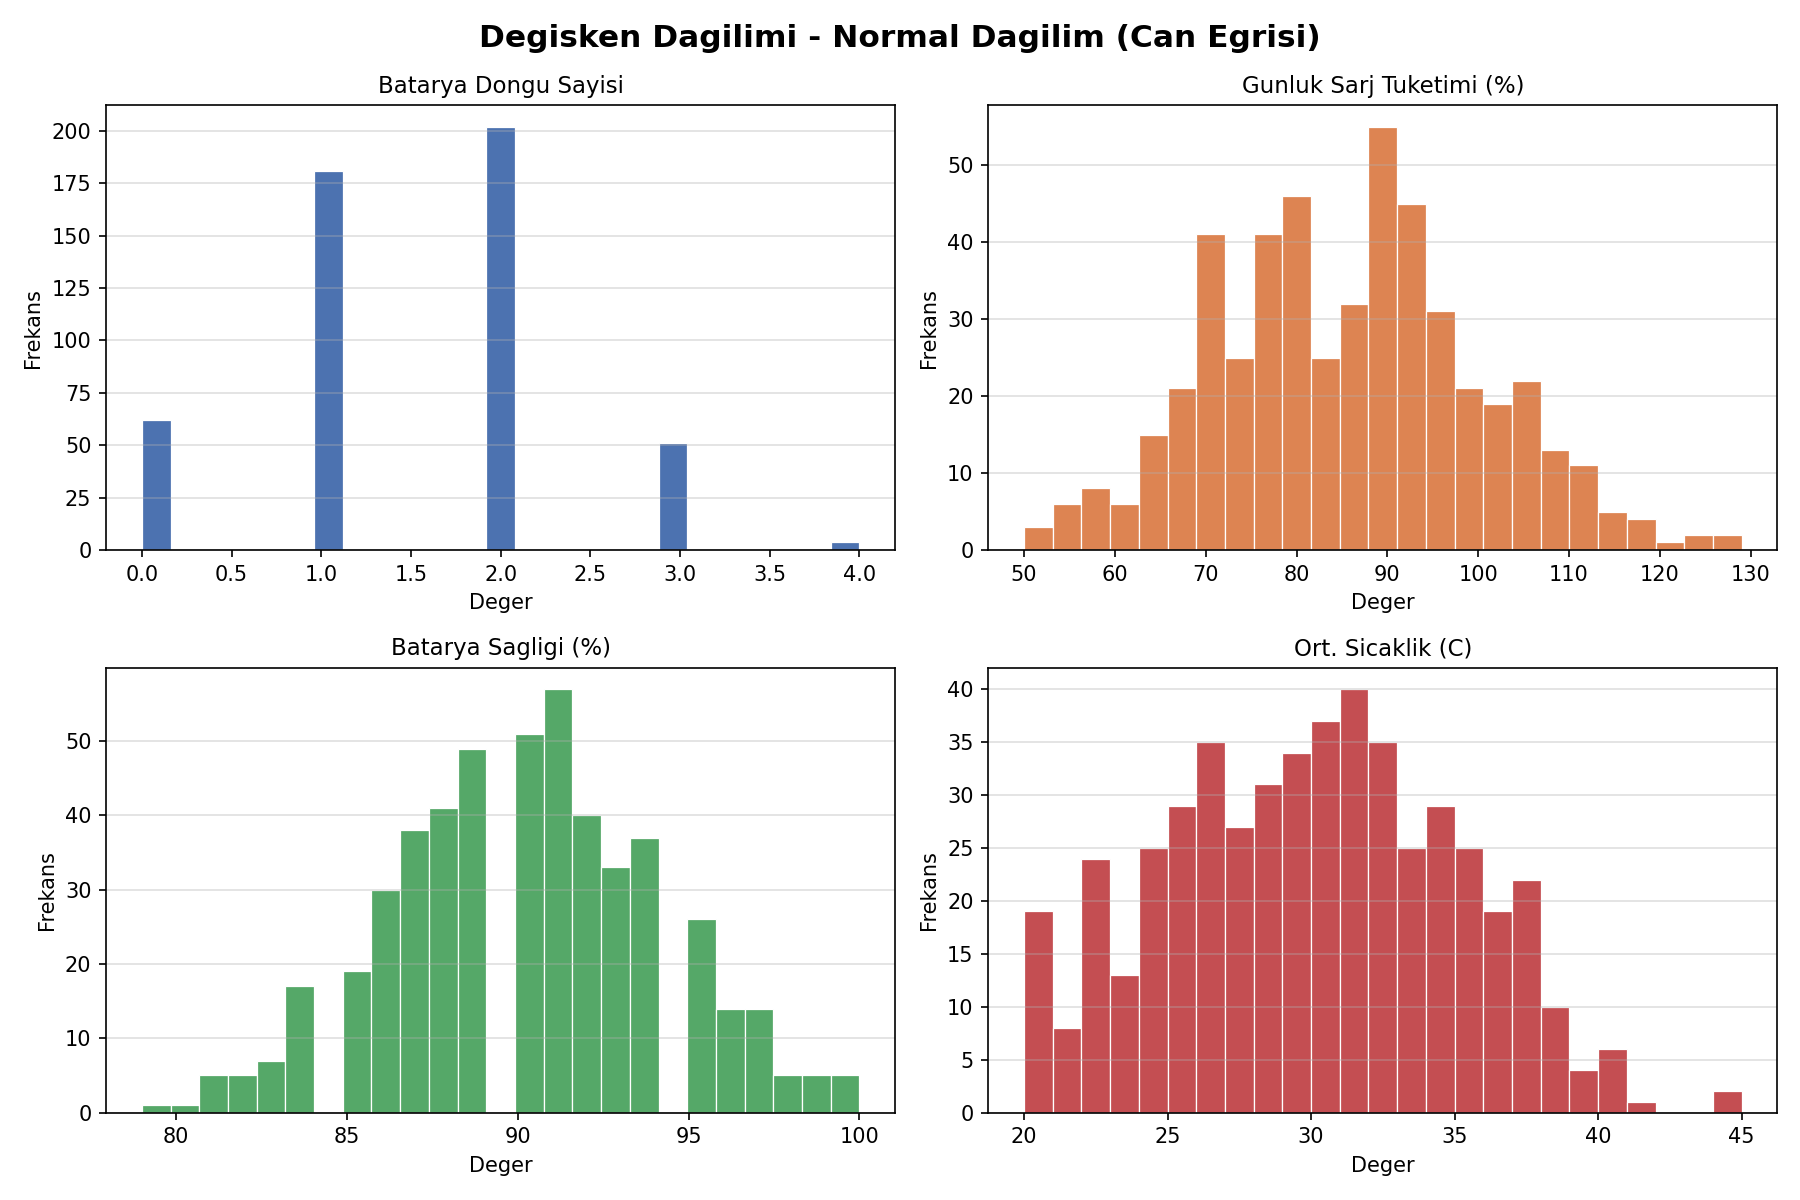 Degisken Dagilimi - Normal Dagilim (Can Egrisi)
Batarya Dongu Sayisi
Frekans
200
175
150
125
100
75
50
25
0
0.0 0.5 1.0 1.5 2.0 2.5 3.0 3.5 4.0
Deger
Gunluk Sarj Tuketimi (%)
Frekans
50
40
30
20
10
0
50 60 70 80 90 100 110 120 130
Deger
Batarya Sagligi (%)
Frekans
50
40
30
20
10
0
80 85 90 95 100
Deger
Ort. Sicaklik (C)
Frekans
40
35
30
25
20
15
10
5
0
20 25 30 35 40 45
Deger